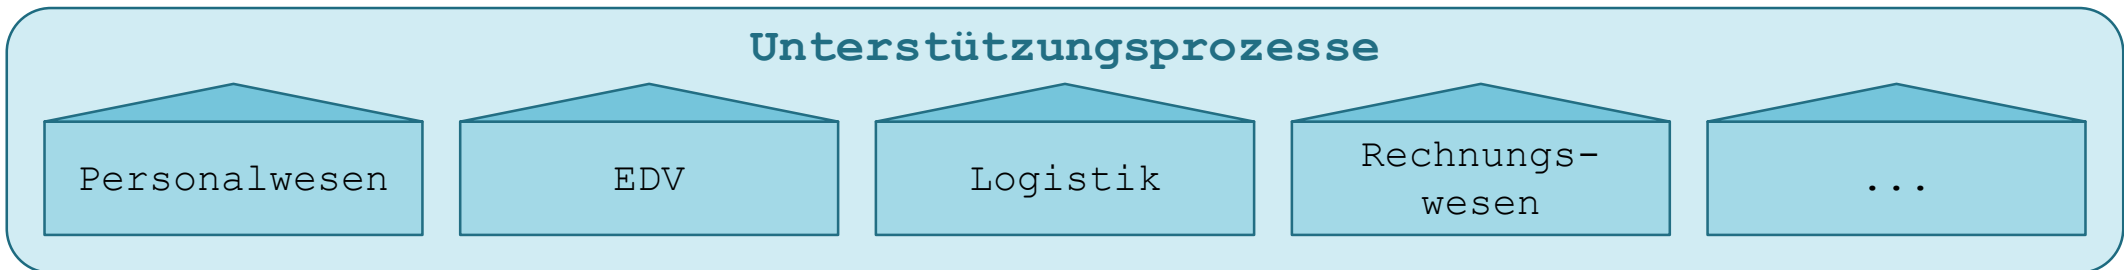 Unterstützungsprozesse
Personalwesen
EDV
Logistik
Rechnungs-
wesen
...